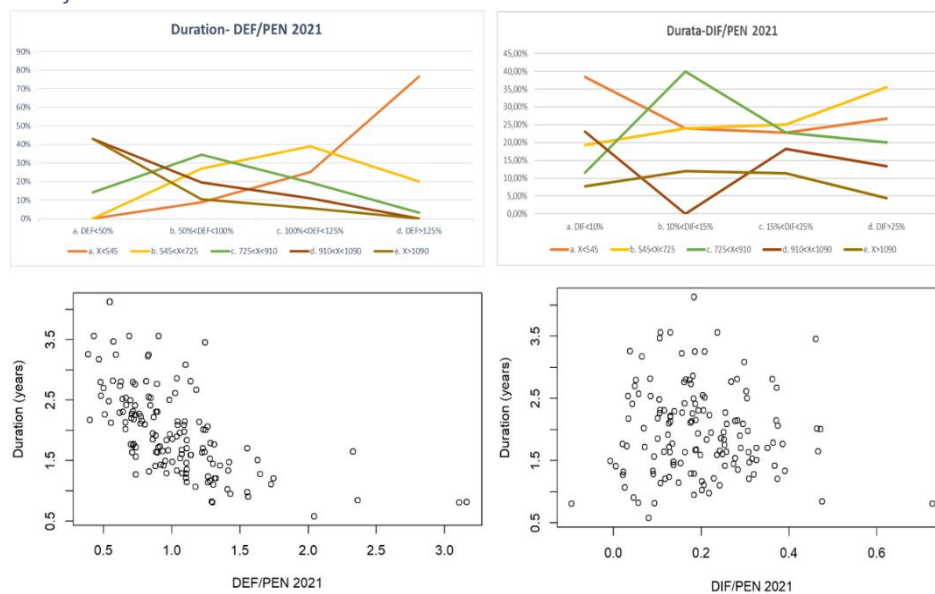 Duration- DEF/PEN 2021
90%
80%
70%
60%
50%
40%
30%
20%
10%
0%
a. DEF<50%
b. 50%<DEF<100%
c. 100%<DEF<125%
d. DEF>125%
a. X<545
b. 545<X<725
c. 725<X<910
d. 910<X<1090
e. X>1090
Durata-DIF/PEN 2021
45,00%
40,00%
35,00%
30,00%
25,00%
20,00%
15,00%
10,00%
5,00%
0,00%
a. DIF<10%
b. 10%<DIF<15%
c. 15%<DIF<25%
d. DIF>25%
a. X<545
b. 545<X<725
c. 725<X<910
d. 910<X<1090
e. X>1090
Duration (years)
3.5
2.5
1.5
0.5
0.5
1.0
1.5
2.0
2.5
3.0
DEF/PEN 2021
Duration (years)
3.5
2.5
1.5
0.5
0.0
0.2
0.4
0.6
DIF/PEN 2021